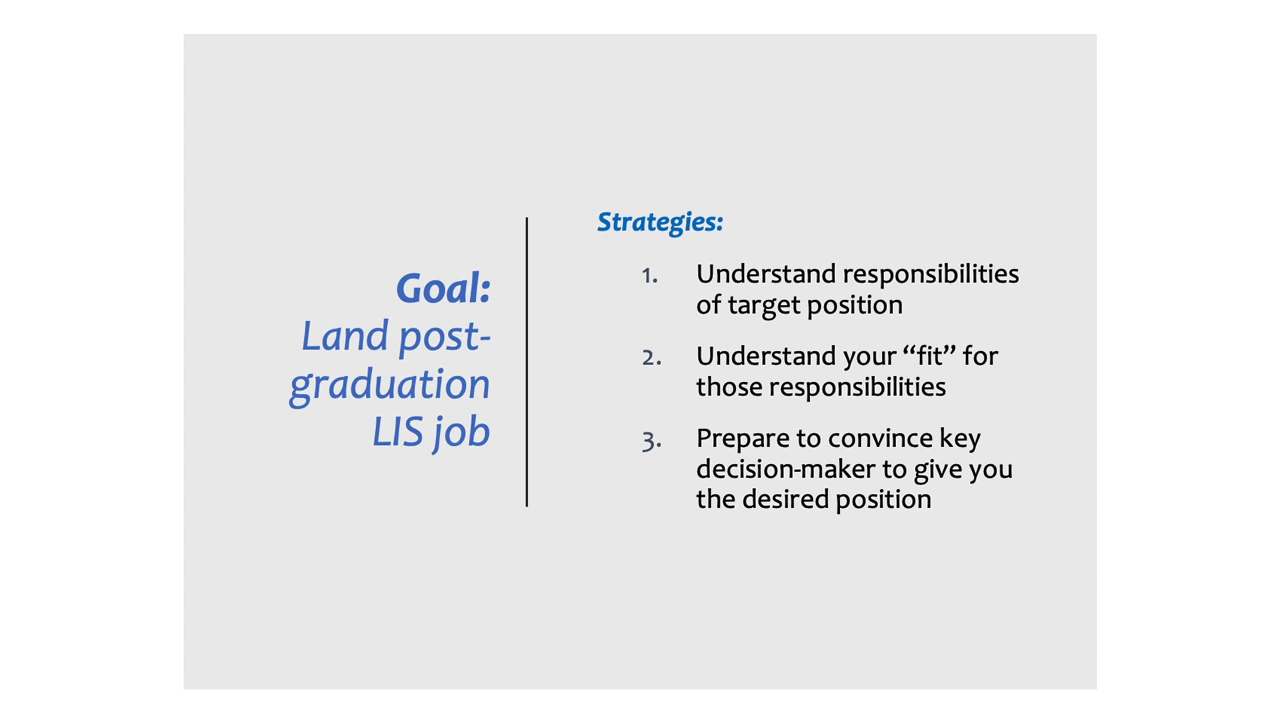 Goal:
Land post-
graduation
LIS job
Strategies:
1. Understand responsibilities
of target position
2. Understand your “fit” for
those responsibilities
3. Prepare to convince key
decision-maker to give you
the desired position